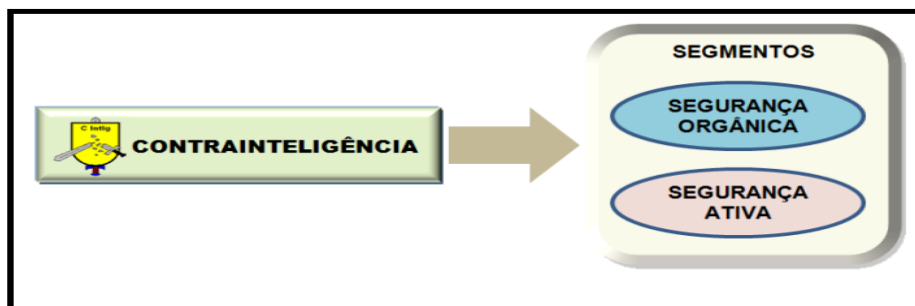 C Intlg
CONTRAINTELIGÊNCIA
SEGMENTOS
SEGURANÇA
ORGÂNICA
SEGURANÇA
ATIVA